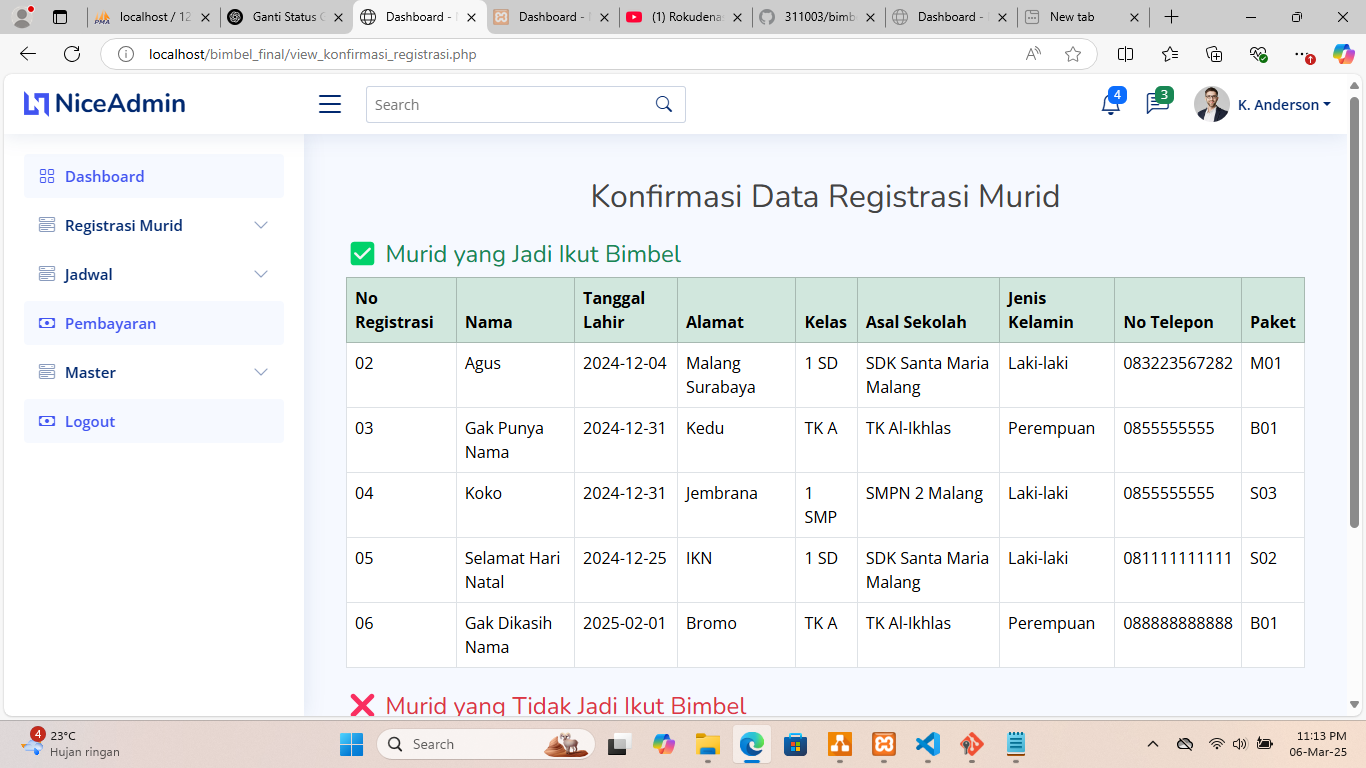 localhost / 12
Ganti Status
Dashboard -
Dashboard -
(1) Rokudena
311003/bimb
Dashboard -
New tab
localhost/bimbel_final/view_konfirmasi_registrasi.php
NiceAdmin
Search
4
3
K. Anderson
Dashboard
Registrasi Murid
Jadwal
Pembayaran
Master
Logout
Konfirmasi Data Registrasi Murid
✅ Murid yang Jadi Ikut Bimbel
No Registrasi Nama Tanggal Lahir Alamat Kelas Asal Sekolah Jenis Kelamin No Telepon Paket
02 Agus 2024-12-04 Malang Surabaya 1 SD SDK Santa Maria Malang Laki-laki 083223567282 M01
03 Gak Punya Nama 2024-12-31 Kedu TK A TK Al-Ikhlas Perempuan 0855555555 B01
04 Koko 2024-12-31 Jembrana 1 SMP SMPN 2 Malang Laki-laki 0855555555 S03
05 Selamat Hari Natal 2024-12-25 IKN 1 SD SDK Santa Maria Malang Laki-laki 081111111111 S02
06 Gak Dikasih Nama 2025-02-01 Bromo TK A TK Al-Ikhlas Perempuan 088888888888 B01
❌ Murid yang Tidak Jadi Ikut Bimbel
4
23°C
Hujan ringan
Search
11:13 PM
06-Mar-25